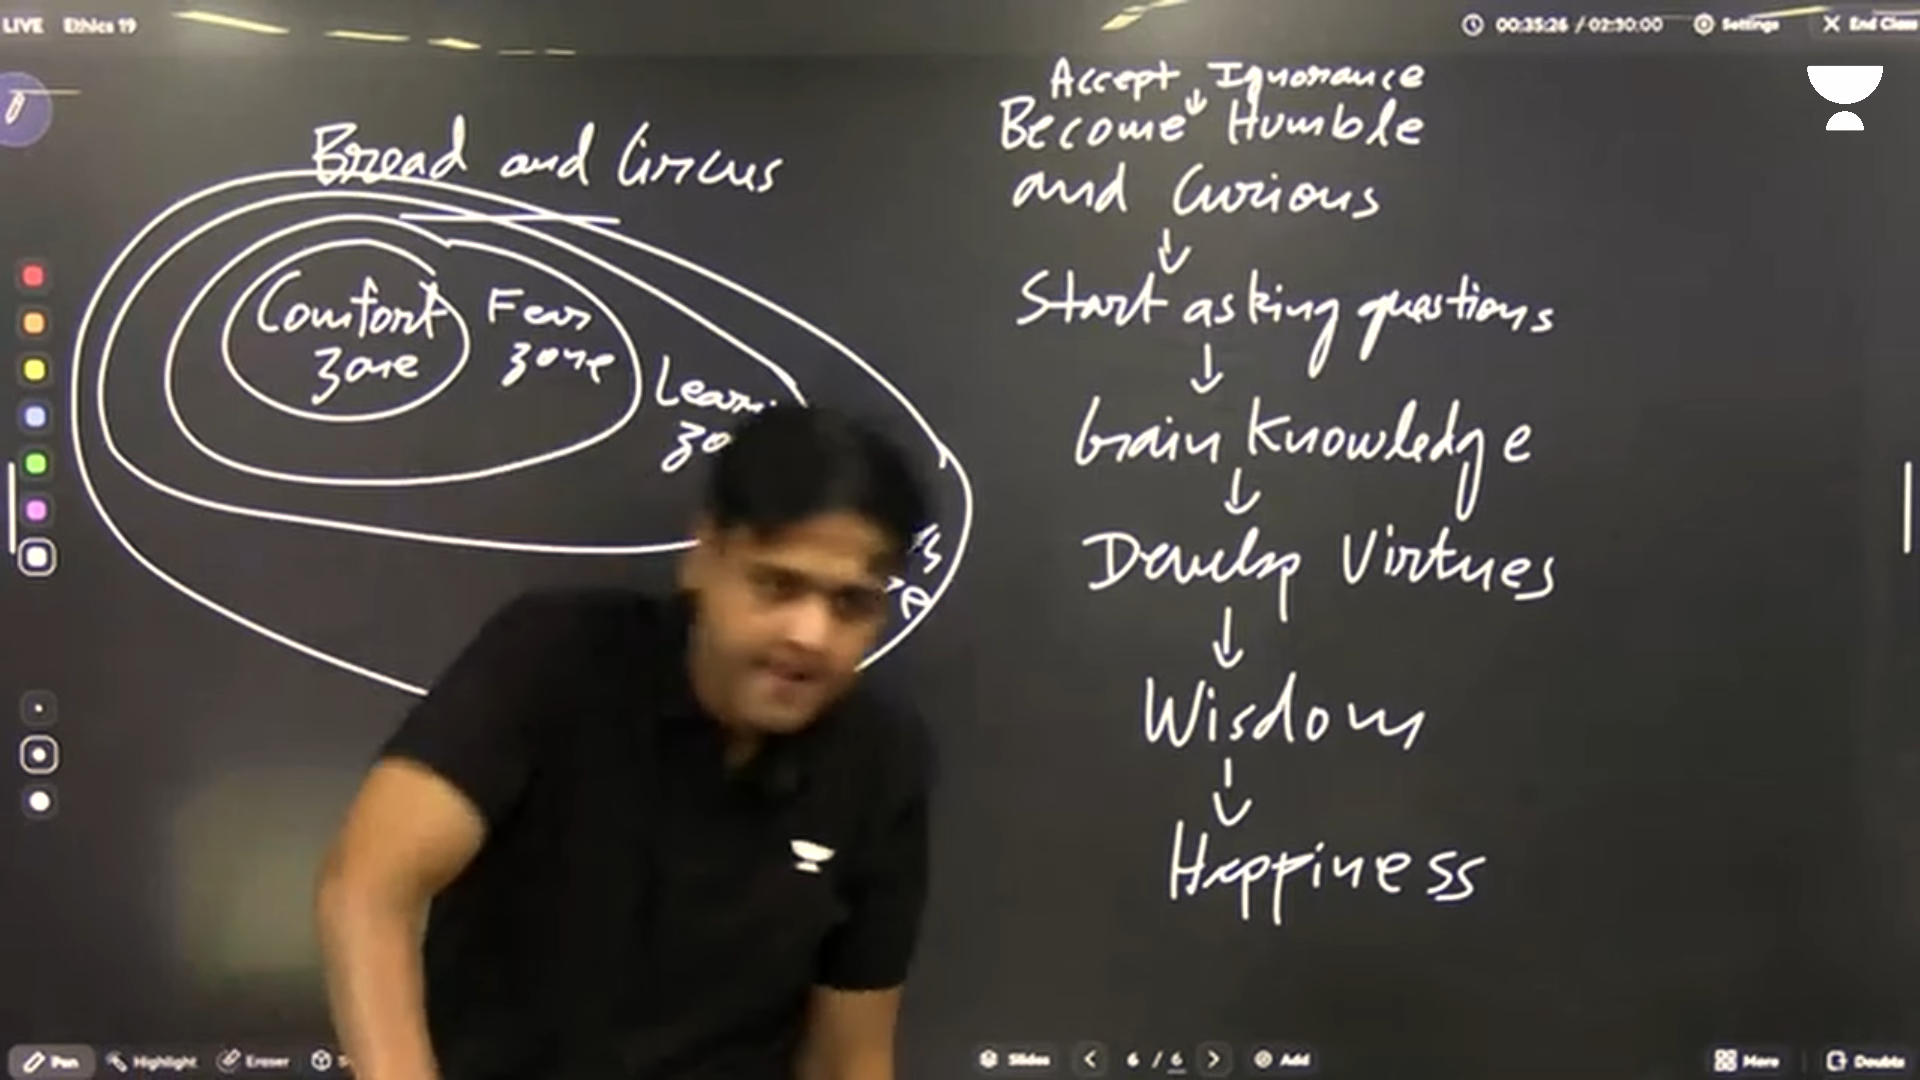 LIVE Ethics 19
00:35:26 / 02:30:00 Settings End Class
Bread and Circus
Comfort
zone
Fear
zone
Accept Ignorance
Become Humble
and Curious
Start asking questions
Gain Knowledge
Develop Virtues
Wisdom
Happiness
Pen Highlight Eraser
Slides 6 / 6 Add
More Doubts